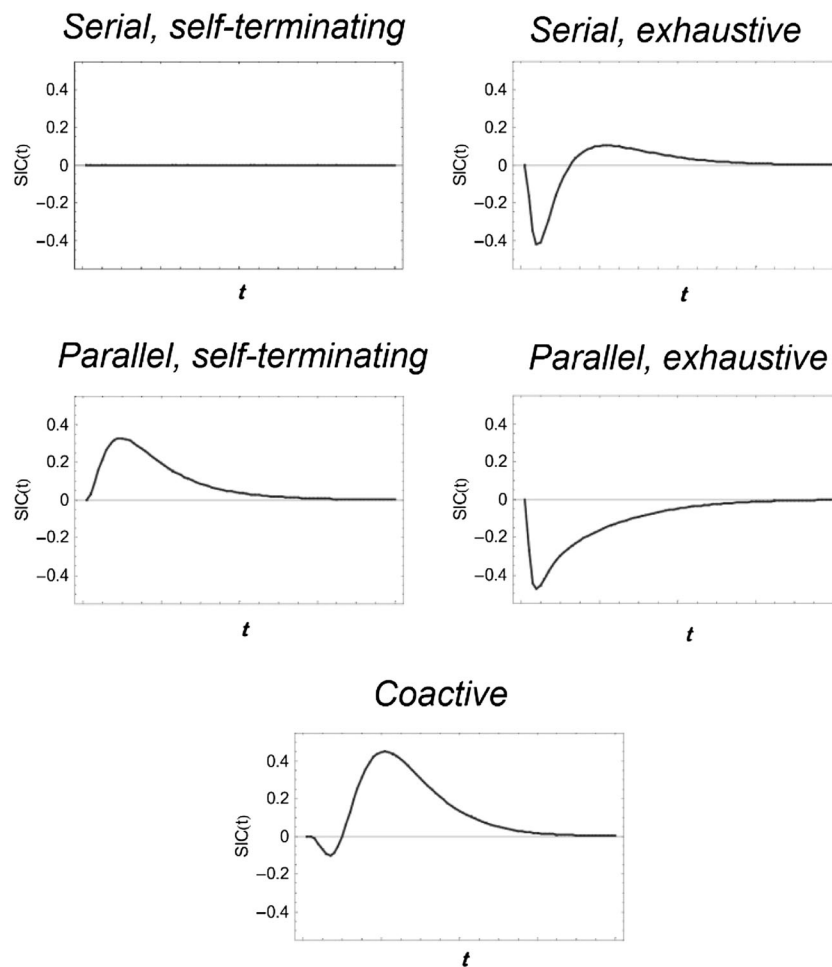 Serial, self-terminating
SIC(t)
0.4
0.2
0
−0.2
−0.4
t
Serial, exhaustive
SIC(t)
0.4
0.2
0
−0.2
−0.4
t
Parallel, self-terminating
SIC(t)
0.4
0.2
0
−0.2
−0.4
t
Parallel, exhaustive
SIC(t)
0.4
0.2
0
−0.2
−0.4
t
Coactive
SIC(t)
0.4
0.2
0
−0.2
−0.4
t